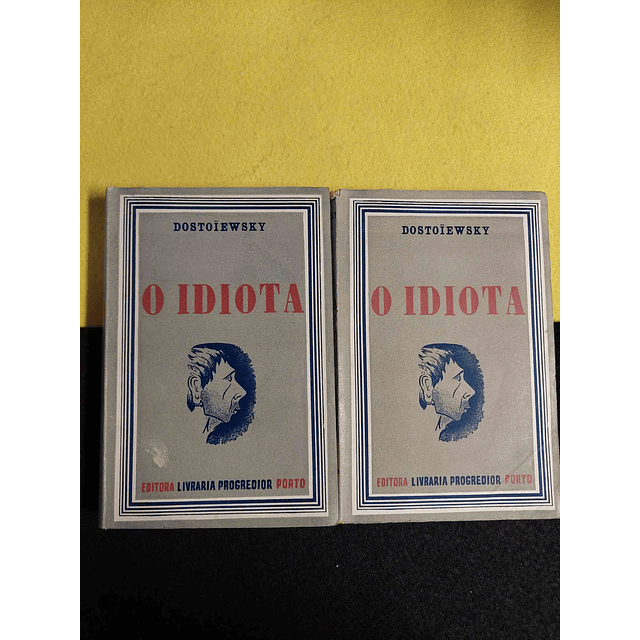 DOSTOÏEWSKY
O IDIOTA
EDITORA LIVRARIA PROGREDIOR PORTO
DOSTOÏEWSKY
O IDIOTA
EDITORA LIVRARIA PROGREDIOR PORTO